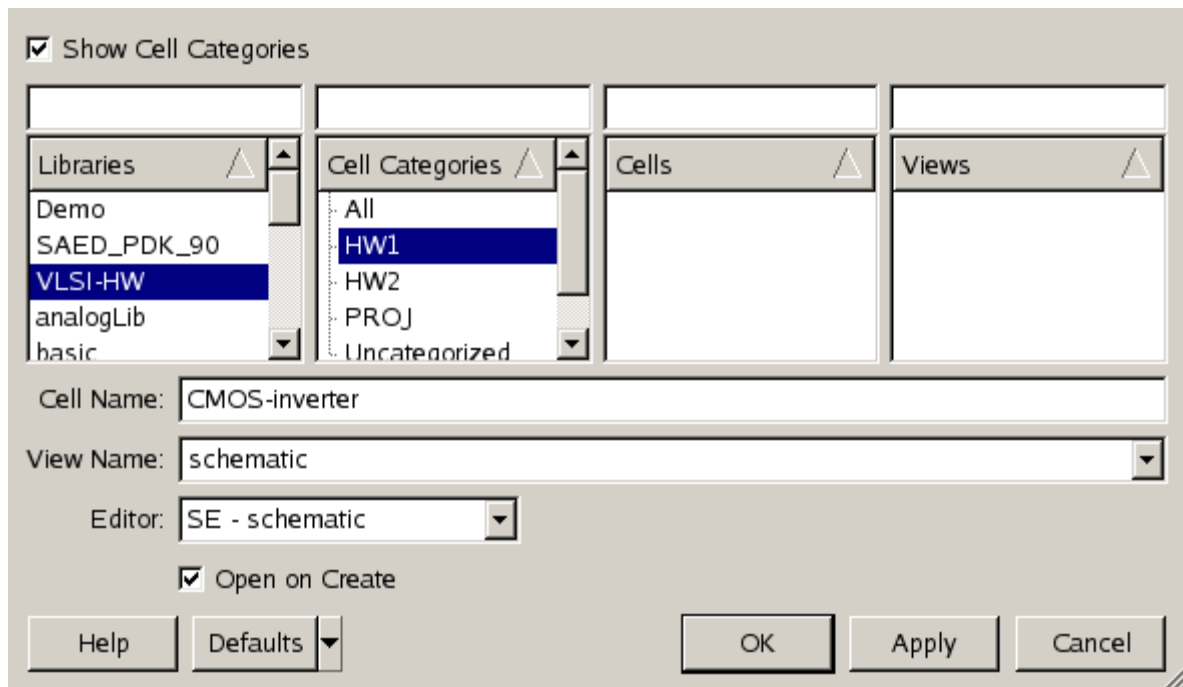 Show Cell Categories
Libraries Cell Categories Cells Views
Demo All
SAED_PDK_90 HW1
VLSI-HW HW2
analogLib PROJ
basic Uncategorized
Cell Name: CMOS-inverter
View Name: schematic
Editor: SE - schematic
Open on Create
Help Defaults OK Apply Cancel